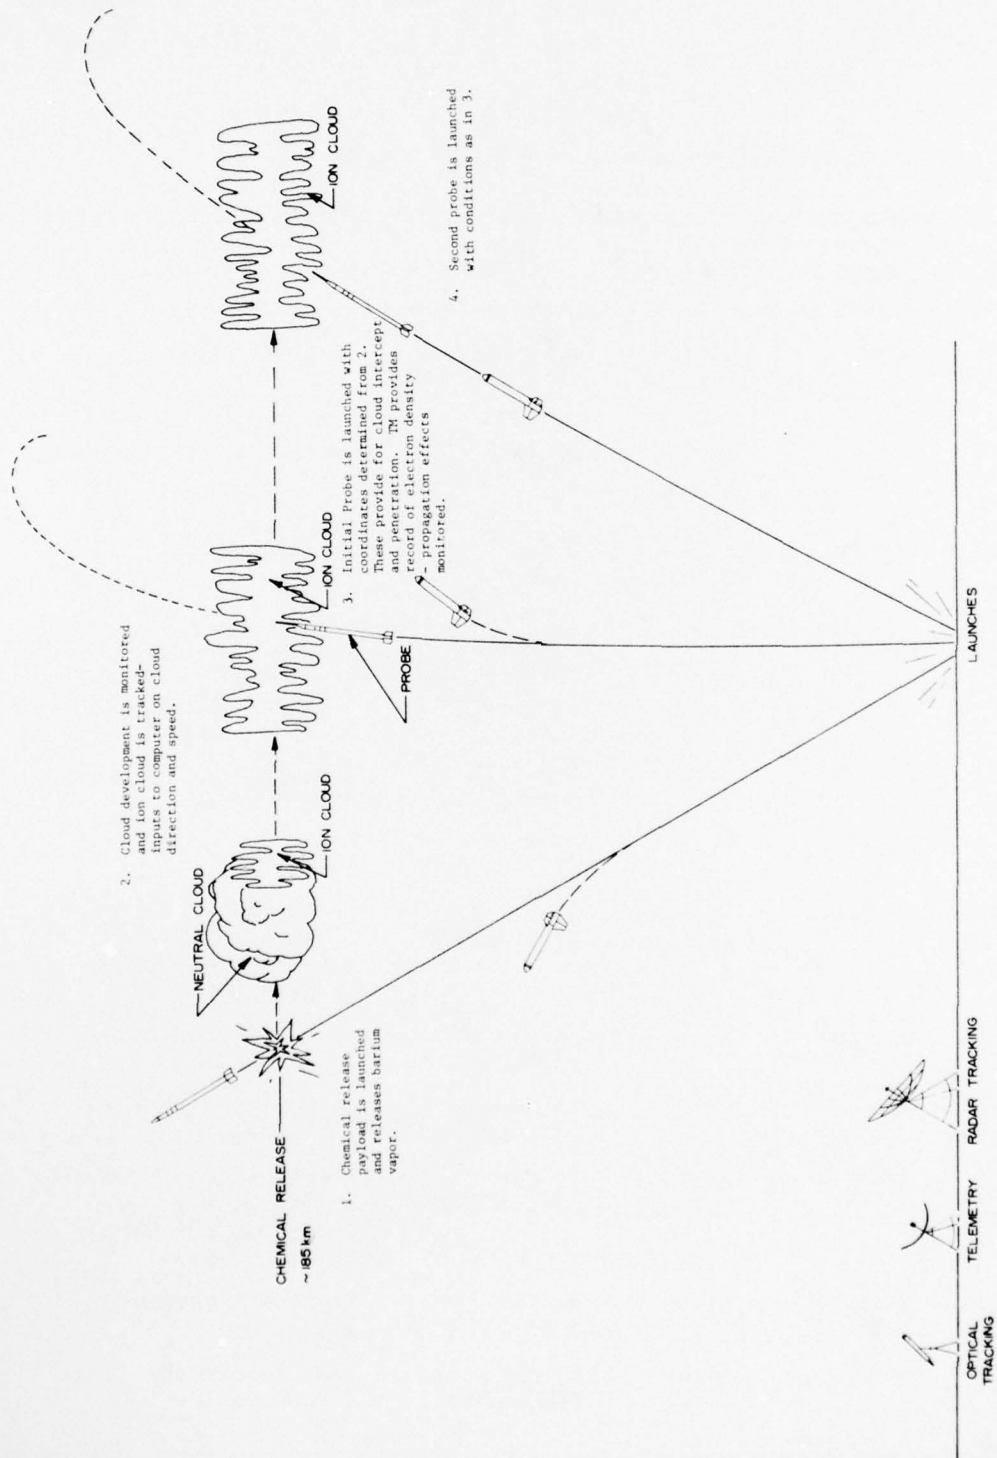 CHEMICAL RELEASE
~185 km
1. Chemical release
payload is launched
and releases barium
vapor.
NEUTRAL CLOUD
ION CLOUD
2. Cloud development is monitored
and ion cloud is tracked-
inputs to computer on cloud
direction and speed.
ION CLOUD
PROBE
3. Initial Probe is launched with
coordinates determined from 2.
These provide for cloud intercept
and penetration. TM provides
record of electron density
- propagation effects
monitored.
ION CLOUD
4. Second probe is launched
with conditions as in 3.
OPTICAL
TRACKING
TELEMETRY
RADAR TRACKING
LAUNCHES